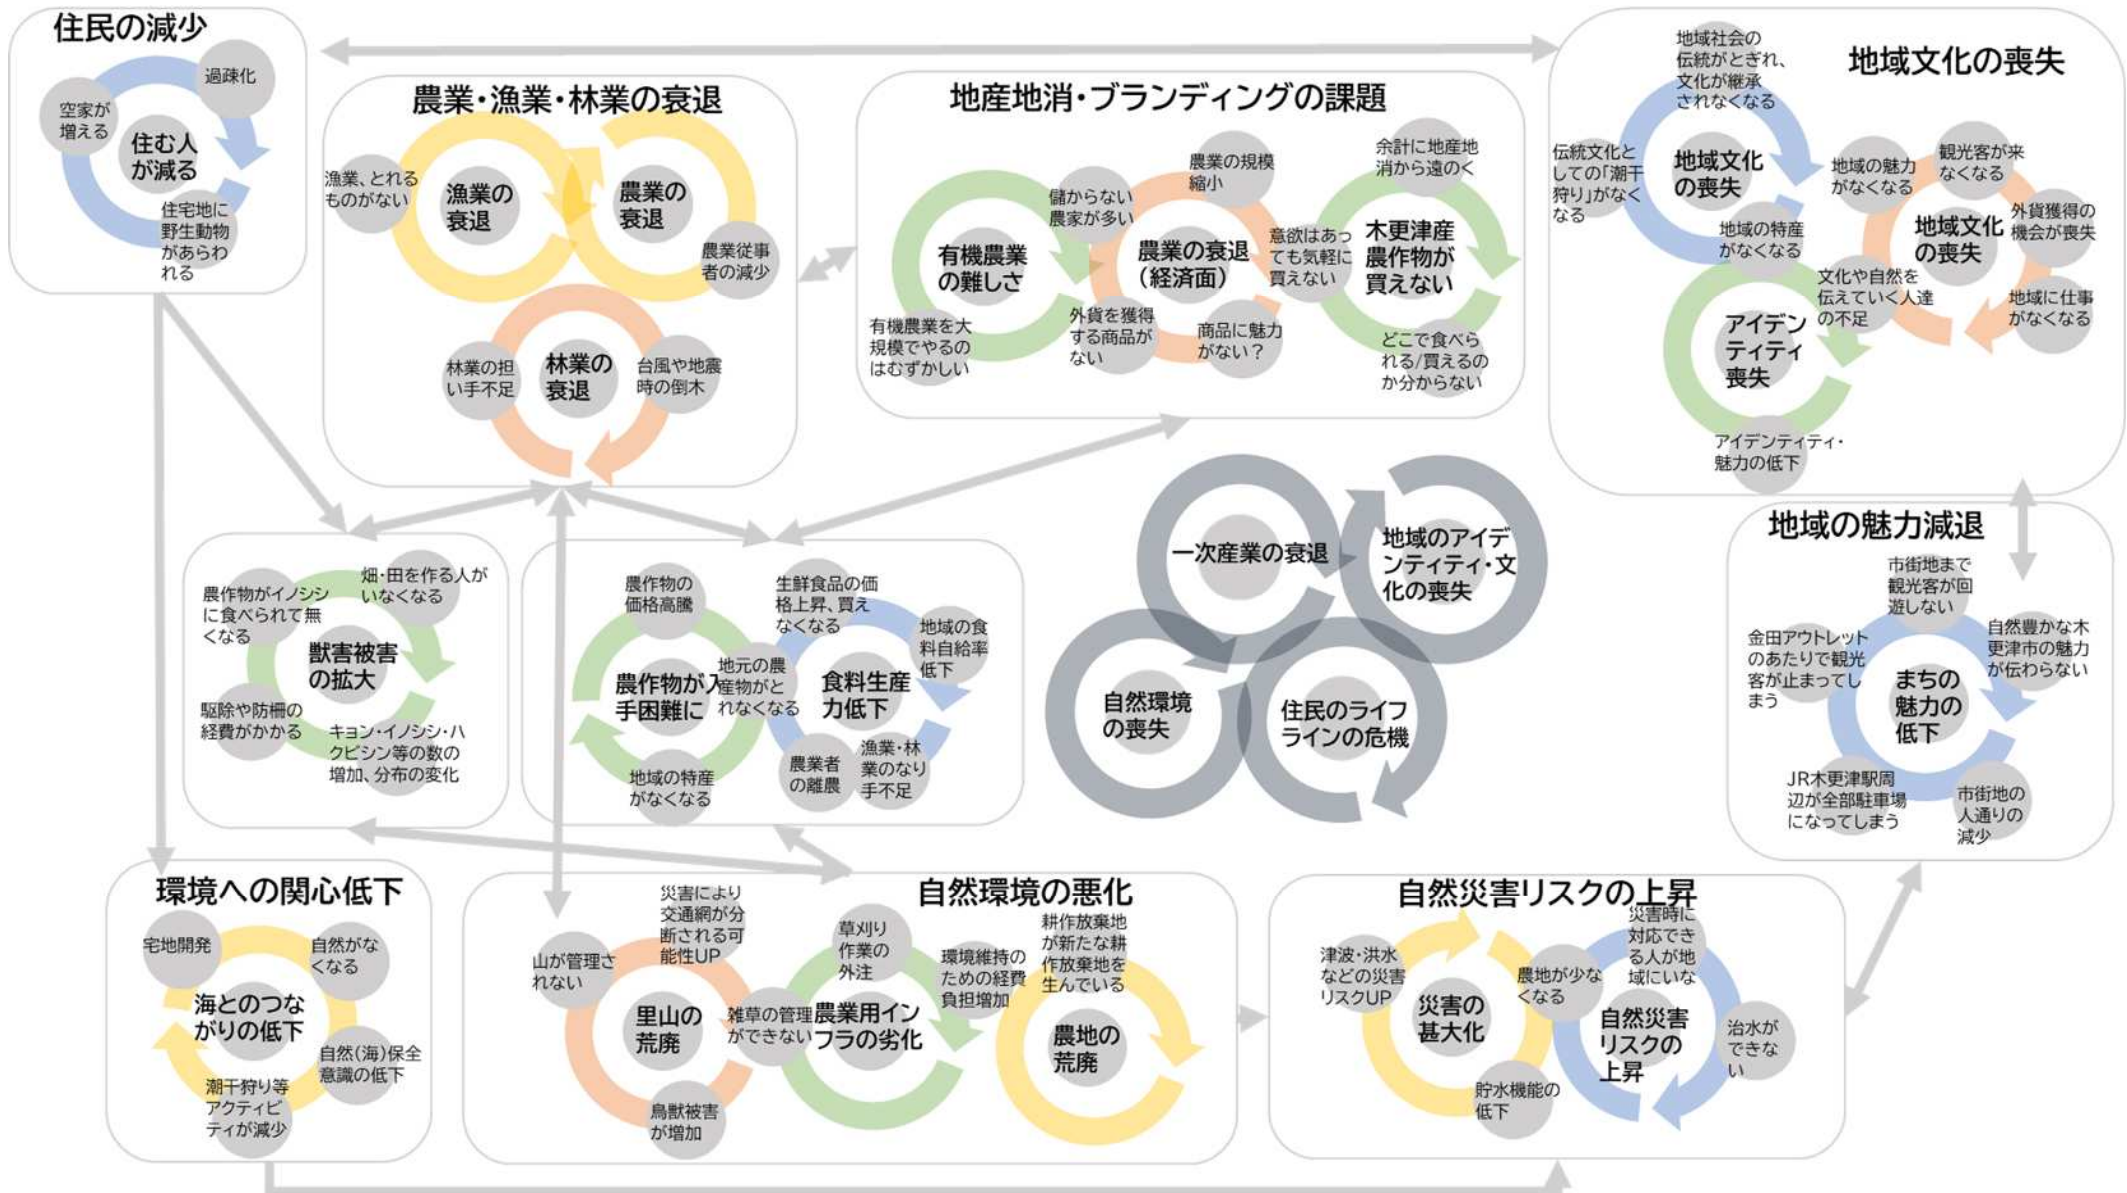 住民の減少
過疎化
空家が
増える
住む人
が減る
住宅地に
野生動物
があらわ
れる
農業・漁業・林業の衰退
漁業、とれる
ものがない
漁業の
衰退
農業の
衰退
農業従事
者の減少
林業の担
い手不足
林業の
衰退
台風や地震
時の倒木
地産地消・ブランディングの課題
有機農業
の難しさ
有機農業を大
規模でやるの
はむずかしい
儲からない
農家が多い
農業の規模
縮小
農業の衰退
（経済面）
外貨を獲得
する商品が
ない
商品に魅力
がない？
意欲はあっ
ても気軽に
買えない
余計に地産地
消から遠のく
木更津産
農作物が
買えない
どこで食べら
れる/買えるの
か分からない
地域文化の喪失
地域社会の
伝統がとぎれ、
文化が継承
されなくなる
伝統文化と
しての「潮干
狩り」がなく
なる
地域文化
の喪失
地域の特産
がなくなる
地域の魅力
がなくなる
観光客が来
なくなる
外貨獲得の
機会が喪失
地域文化
の喪失
地域に仕事
がなくなる
文化や自然を
伝えていく人達
の不足
アイデン
ティティ
喪失
アイデンティティ・
魅力の低下
農作物がイノシシ
に食べられて無
くなる
畑・田を作る人が
いなくなる
獣害被害
の拡大
駆除や防柵の
経費がかかる
キョン・イノシシ・ハ
クビシン等の数の
増加、分布の変化
農作物の
価格高騰
農作物が入
手困難に
地域の特産
がなくなる
地元の農
産物がと
れなくなる
生鮮食品の価
格上昇、買え
なくなる
地域の食
料自給率
低下
食料生産
力低下
農業者
の離農
漁業・林
業のなり
手不足
一次産業の衰退
地域のアイデ
ンティティ・文
化の喪失
自然環境
の喪失
住民のライフ
ラインの危機
地域の魅力減退
市街地まで
観光客が回
遊しない
金田アウトレット
のあたりで観光
客が止まってし
まう
自然豊かな木
更津市の魅力
が伝わらない
まちの
魅力の
低下
JR木更津駅周
辺が全部駐車場
になってしまう
市街地の
人通りの
減少
環境への関心低下
宅地開発
自然がな
くなる
海とのつな
がりの低下
自然（海）保全
意識の低下
潮干狩り等
アクティビ
ティが減少
自然環境の悪化
災害により
交通網が分
断される可
能性UP
山が管理さ
れない
里山の
荒廃
鳥獣被害
が増加
雑草の管理
ができない
草刈り
作業の
外注
環境維持の
ための経費
負担増加
農業用イン
フラの劣化
耕作放棄地
が新たな耕
作放棄地を
生んでいる
農地の
荒廃
自然災害リスクの上昇
津波・洪水
などの災害
リスクUP
災害の
甚大化
農地が少な
くなる
貯水機能の
低下
災害時に
対応でき
る人が地
域にいな
自然災害
リスクの
上昇
治水が
できな
い